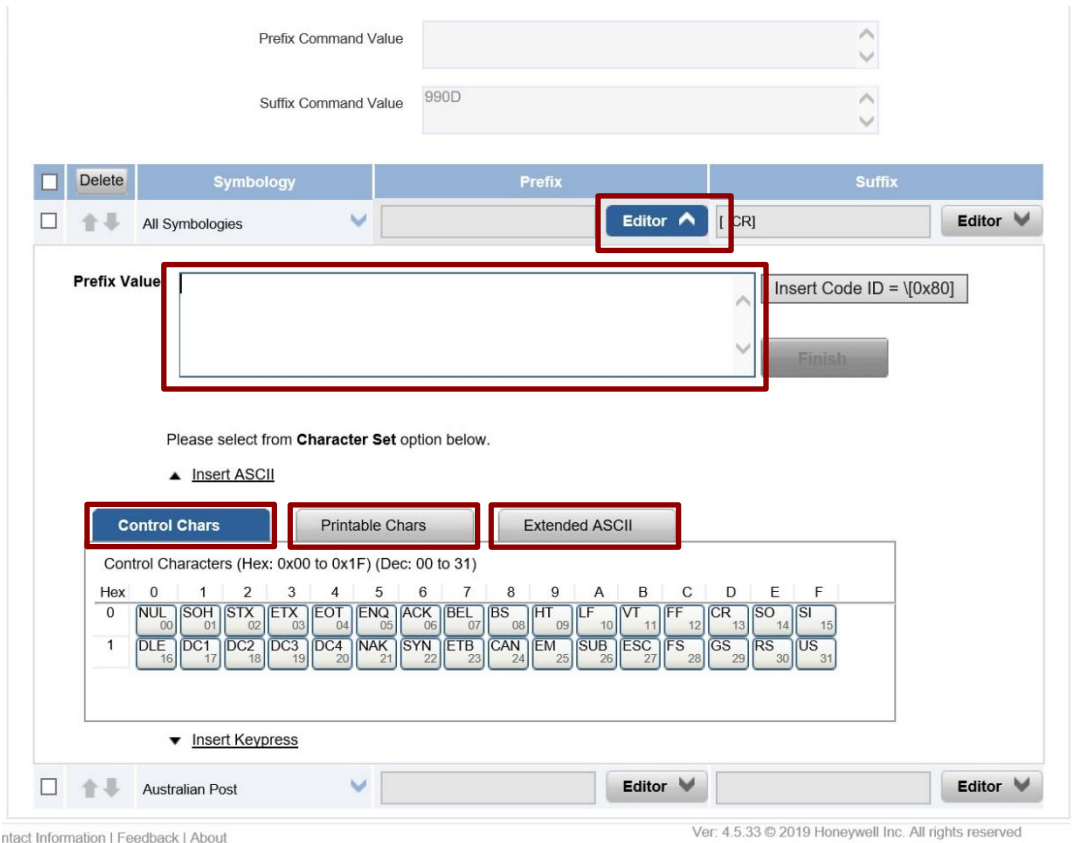 Prefix Command Value
Suffix Command Value 990D
Delete Symbology Prefix Suffix
All Symbologies Editor [ CR] Editor
Prefix Value Insert Code ID = \[0x80]
Finish
Please select from Character Set option below.
▲ Insert ASCII
Control Chars Printable Chars Extended ASCII
Control Characters (Hex: 0x00 to 0x1F) (Dec: 00 to 31)
Hex 0 1 2 3 4 5 6 7 8 9 A B C D E F
0 NUL 00 SOH 01 STX 02 ETX 03 EOT 04 ENQ 05 ACK 06 BEL 07 BS 08 HT 09 LF 10 VT 11 FF 12 CR 13 SO 14 SI 15
1 DLE 16 DC1 17 DC2 18 DC3 19 DC4 20 NAK 21 SYN 22 ETB 23 CAN 24 EM 25 SUB 26 ESC 27 FS 28 GS 29 RS 30 US 31
▼ Insert Keypress
Australian Post Editor Editor
ntact Information | Feedback | About Ver: 4.5.33 © 2019 Honeywell Inc. All rights reserved